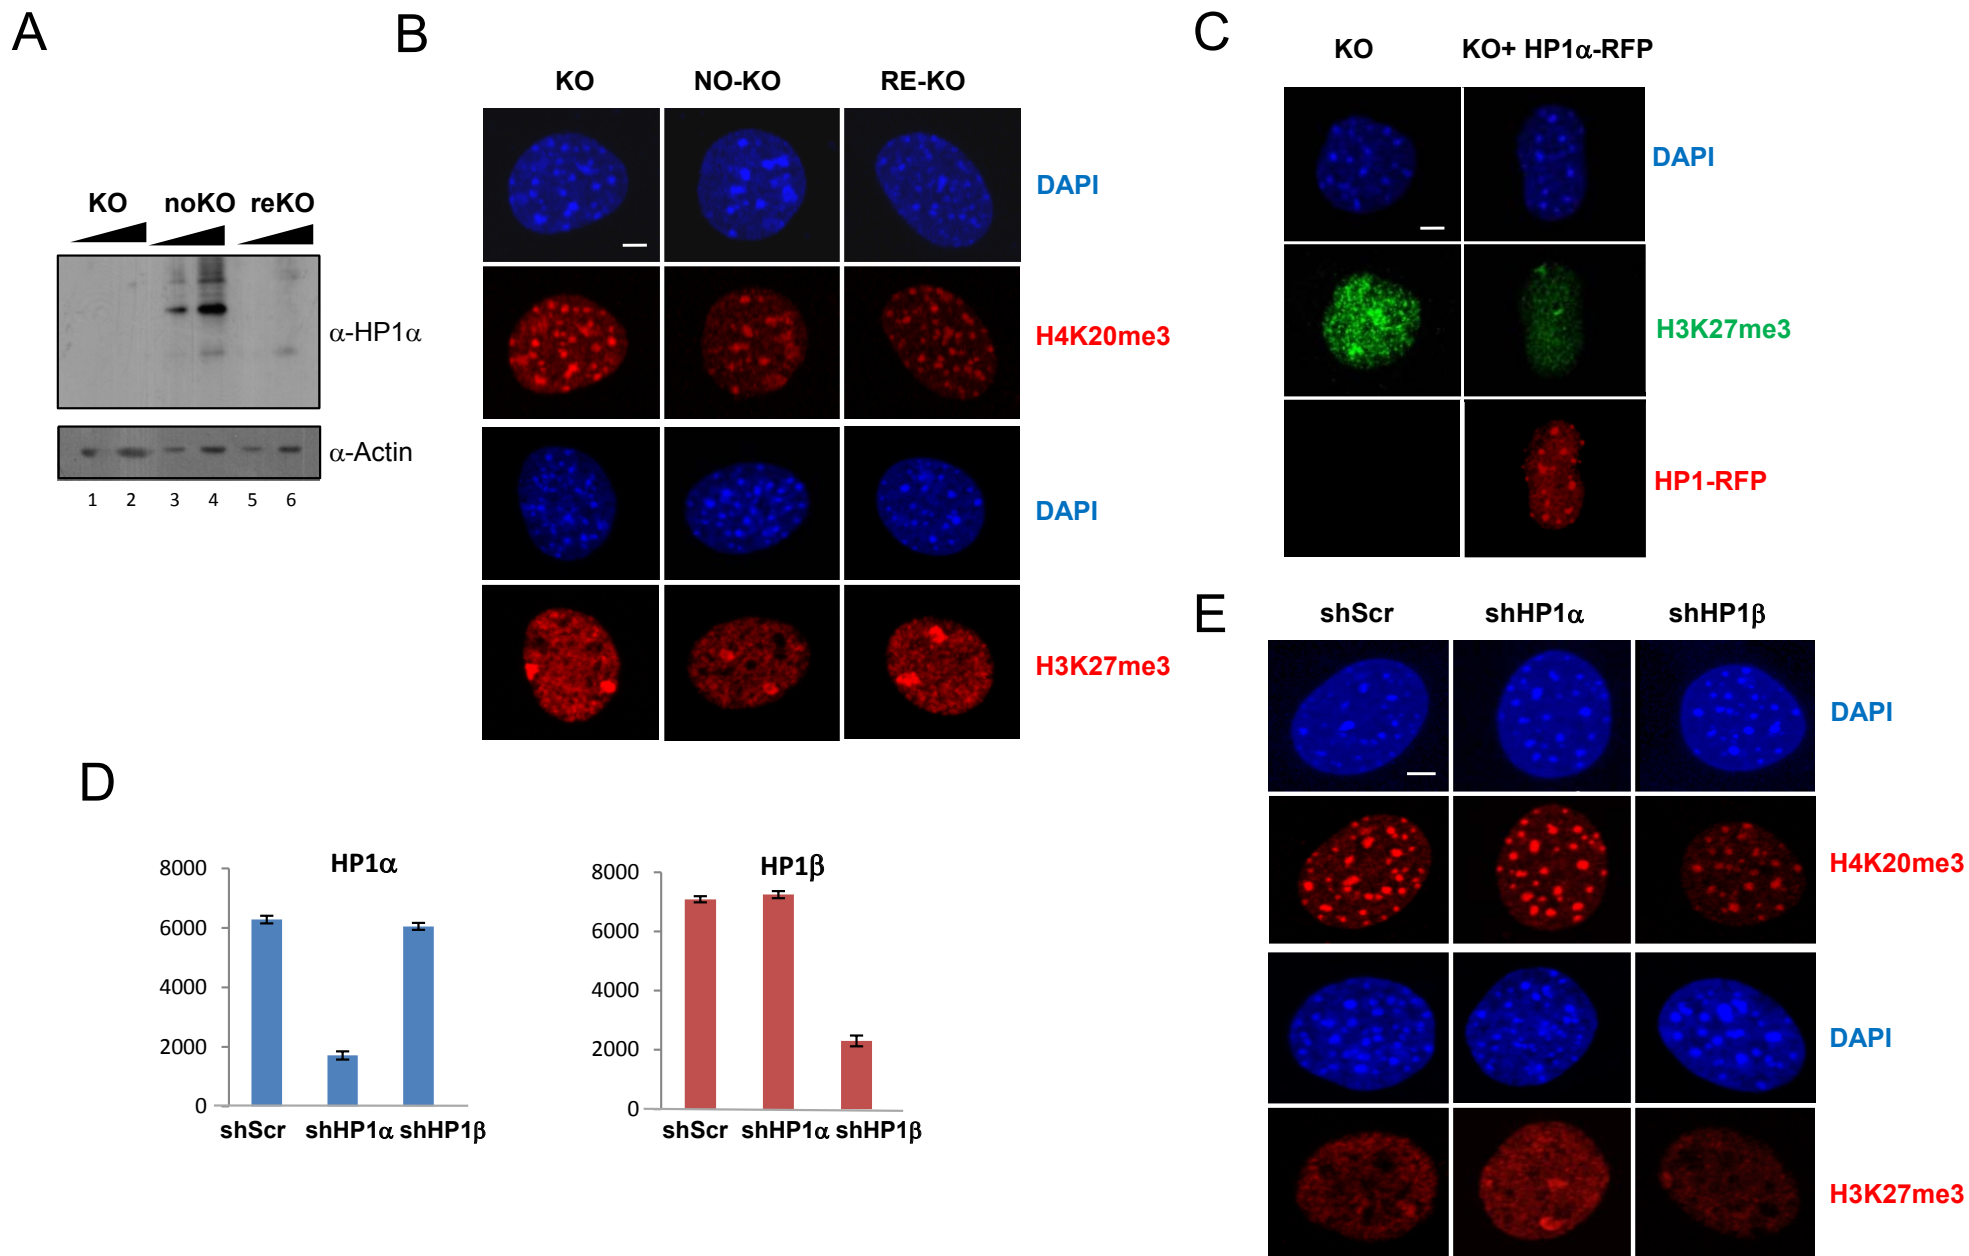 A
KO noKO reKO
α-HP1α
α-Actin
1 2 3 4 5 6
B
KO NO-KO RE-KO
DAPI
H4K20me3
DAPI
H3K27me3
C
KO KO+ HP1α-RFP
DAPI
H3K27me3
HP1-RFP
D
HP1α
8000
6000
4000
2000
0
shScr shHP1α shHP1β
HP1β
8000
6000
4000
2000
0
shScr shHP1α shHP1β
E
shScr shHP1α shHP1β
DAPI
H4K20me3
DAPI
H3K27me3